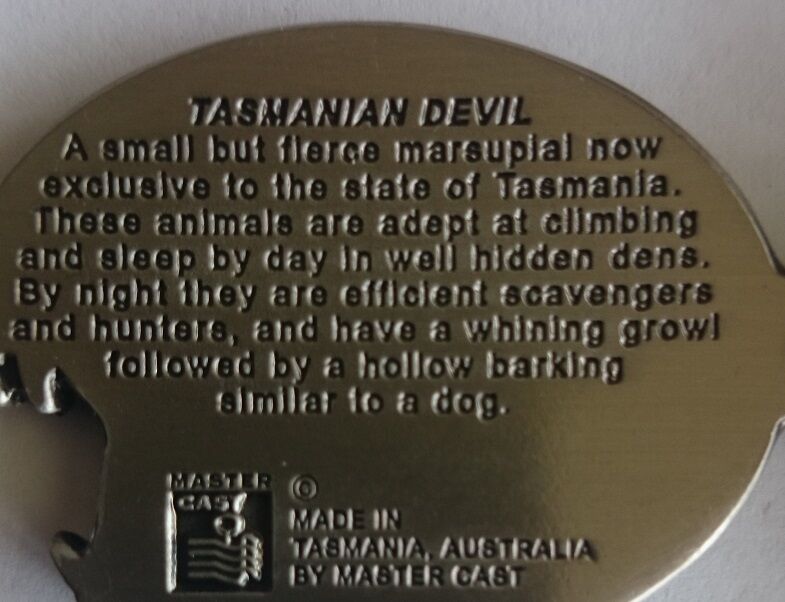 TASMANIAN DEVIL
A small but fierce marsupial now
exclusive to the state of Tasmania.
These animals are adept at climbing
and sleep by day in well hidden dens.
By night they are efficient scavengers
and hunters, and have a whining growl
followed by a hollow barking
similar to a dog.
MASTER
CAST
©
MADE IN
TASMANIA, AUSTRALIA
BY MASTER CAST